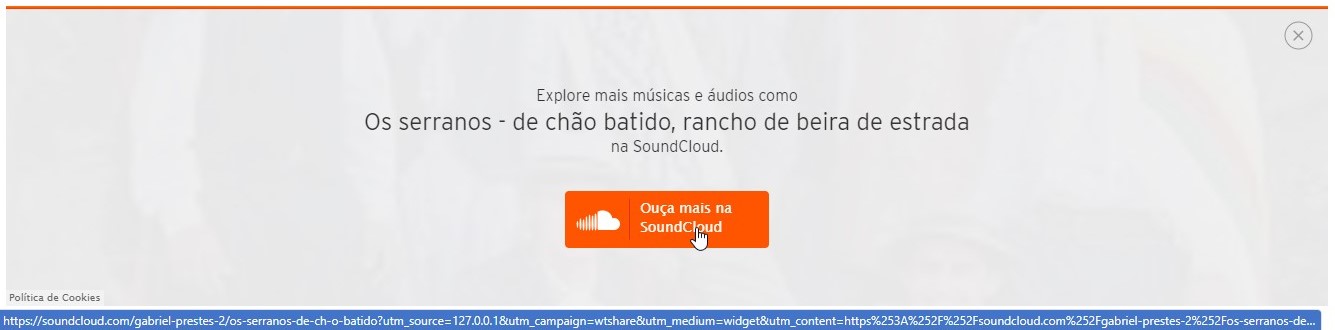 Explore mais músicas e áudios como
Os serranos - de chão batido, rancho de beira de estrada
na SoundCloud.
Ouça mais na
SoundCloud
Política de Cookies
https://soundcloud.com/gabriel-prestes-2/os-serranos-de-ch-o-batido?utm_source=127.0.0.1&utm_campaign=wtshare&utm_medium=widget&utm_content=https%253A%252F%252Fsoundcloud.com%252Fgabriel-prestes-2%252Fos-serranos-de...